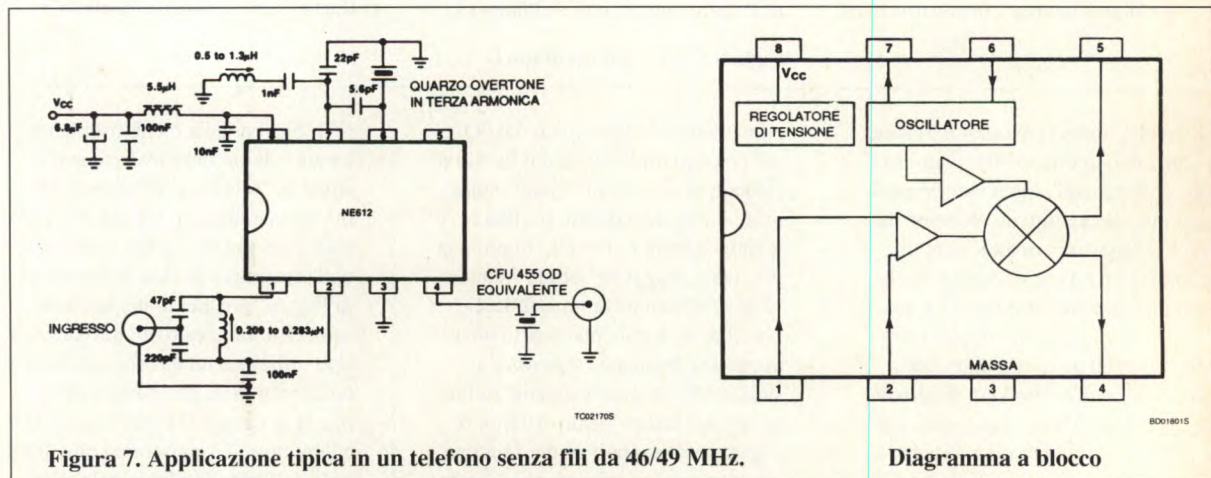 0.5 to 1.3µH
22pF
1nF
5.6pF
QUARZO OVERTONE
IN TERZA ARMONICA
5.5µH
VCC
6.8µF
100nF
10nF
8 7 6 5
NE612
1 2 3 4
47pF
INGRESSO
0.209 to 0.283µH
220pF
100nF
CFU 455 OD
EQUIVALENTE
TC02170S
8 7 6 5
VCC
REGOLATORE
DI TENSIONE
OSCILLATORE
MASSA
1 2 3 4
BD01801S
Figura 7. Applicazione tipica in un telefono senza fili da 46/49 MHz.
Diagramma a blocco